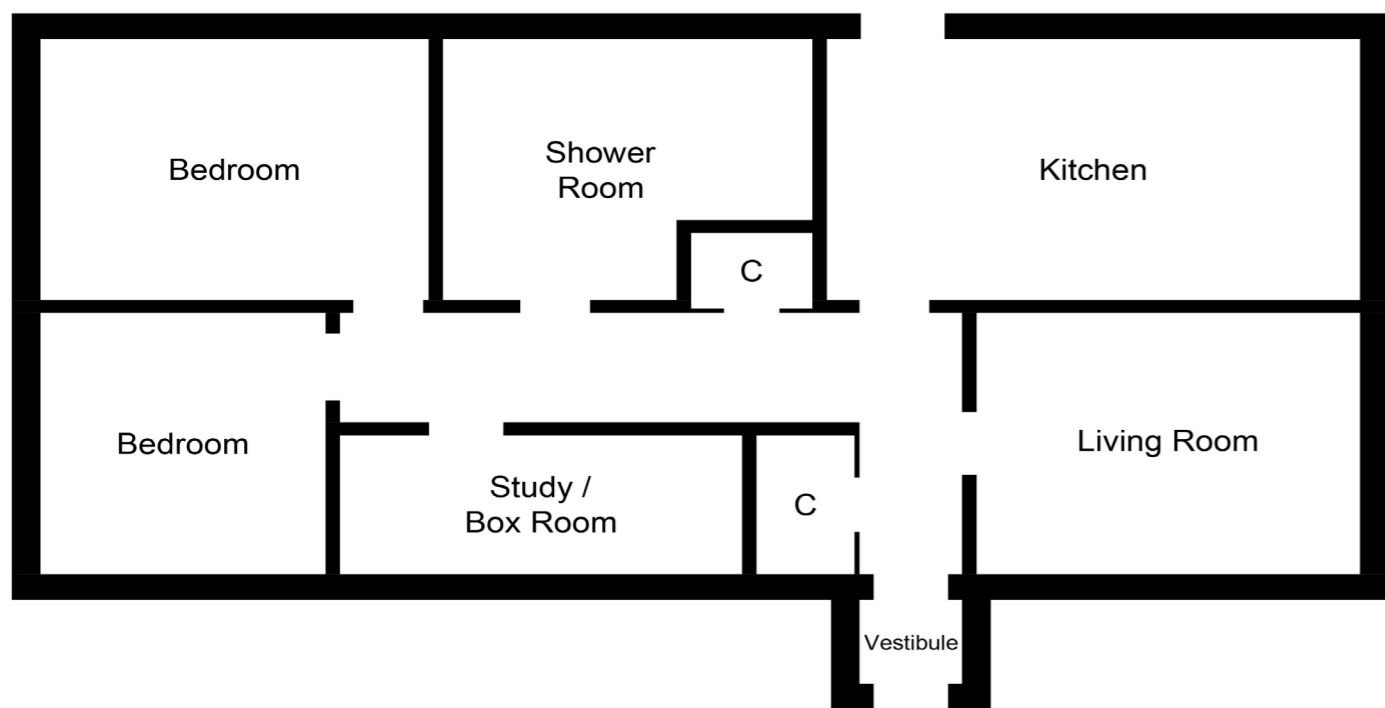 Bedroom
Shower
Room
Kitchen
C
Bedroom
Study /
Box Room
C
Living Room
Vestibule